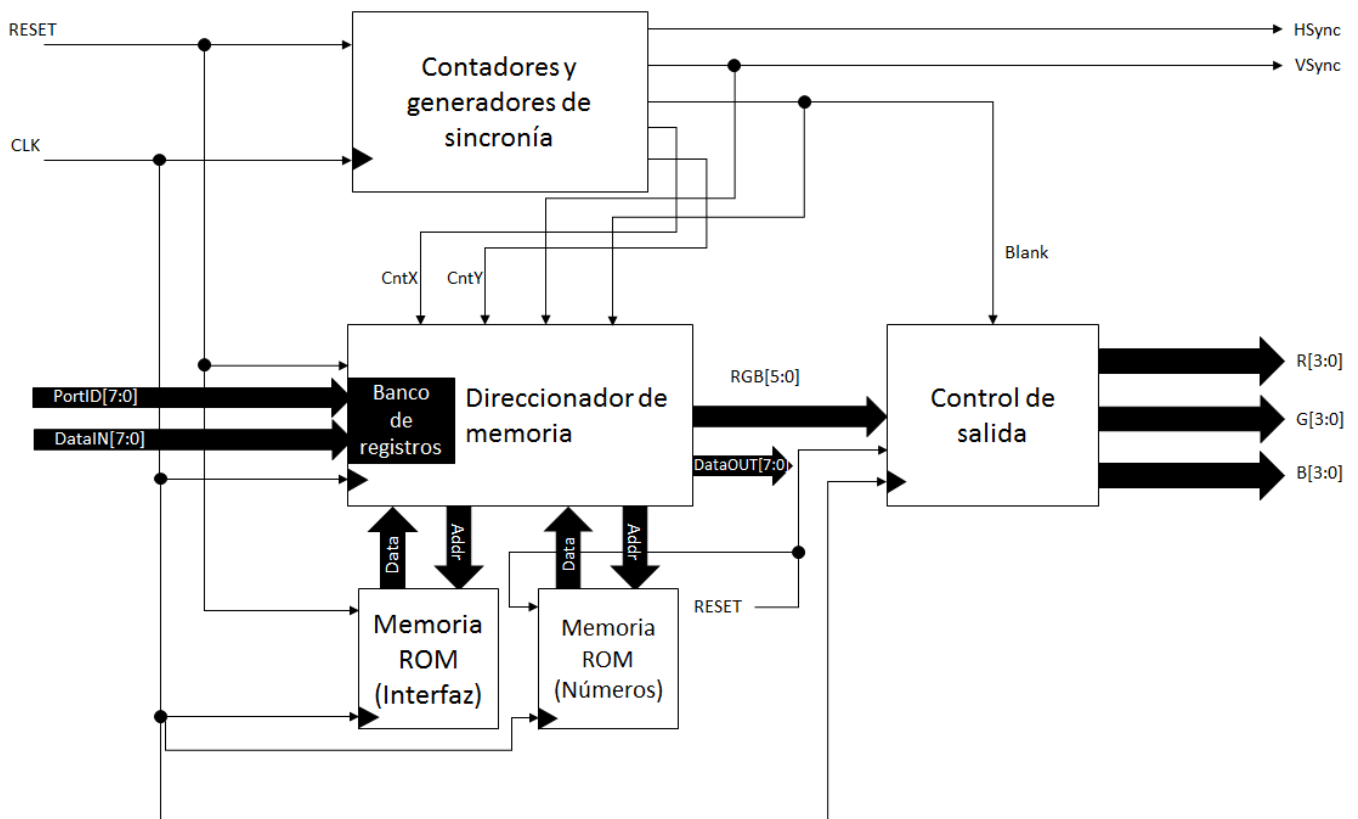 RESET
HSync
Contadores y
generadores de
sincronía
VSync
CLK
CntX
CntY
Blank
PortID[7:0]
DataIN[7:0]
Banco
de
registros
Direccionador de
memoria
RGB[5:0]
DataOUT[7:0]
Control de
salida
R[3:0]
G[3:0]
B[3:0]
Data
Addr
Data
Addr
Memoria
ROM
(Interfaz)
Memoria
ROM
(Números)
RESET